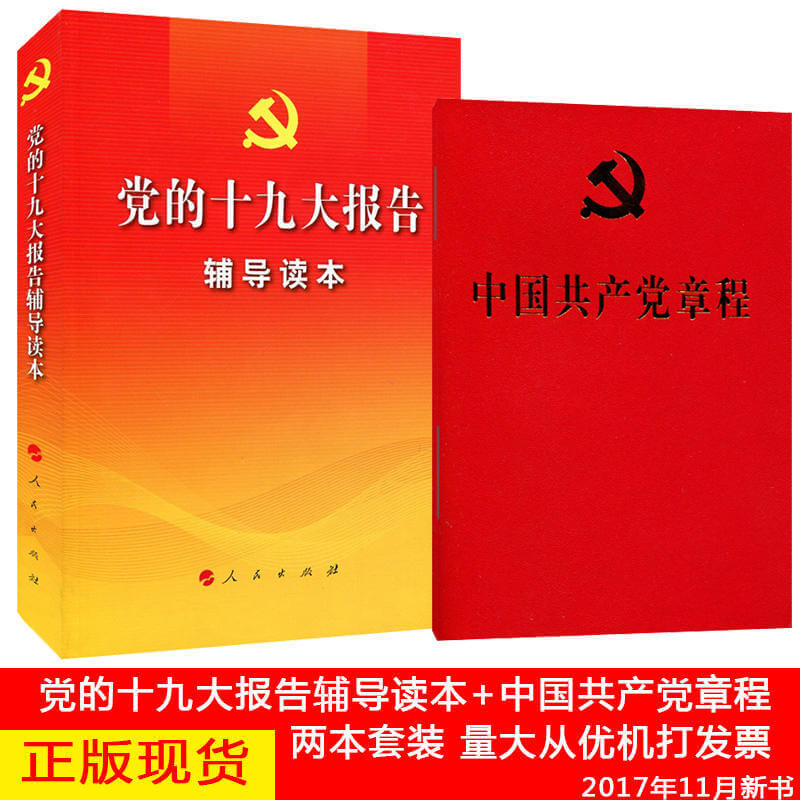 党的十九大报告辅导读本
人民出版社
党的十九大报告
辅导读本
人民出版社
中国共产党章程
党的十九大报告辅导读本+中国共产党章程
正版现货
两本套装 量大从优机打发票
2017年11月新书